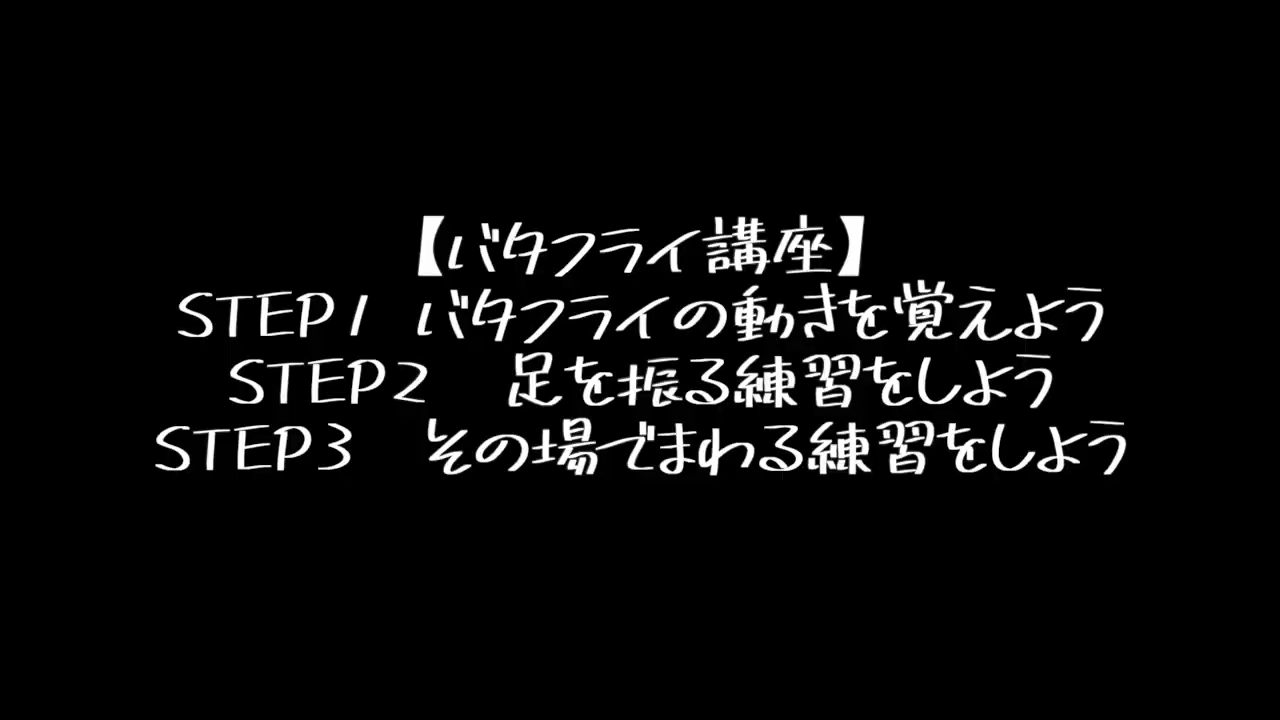 【バタフライ講座】
STEP1 バタフライの動きを覚えよう
STEP2　足を振る練習をしよう
STEP3　その場でまわる練習をしよう